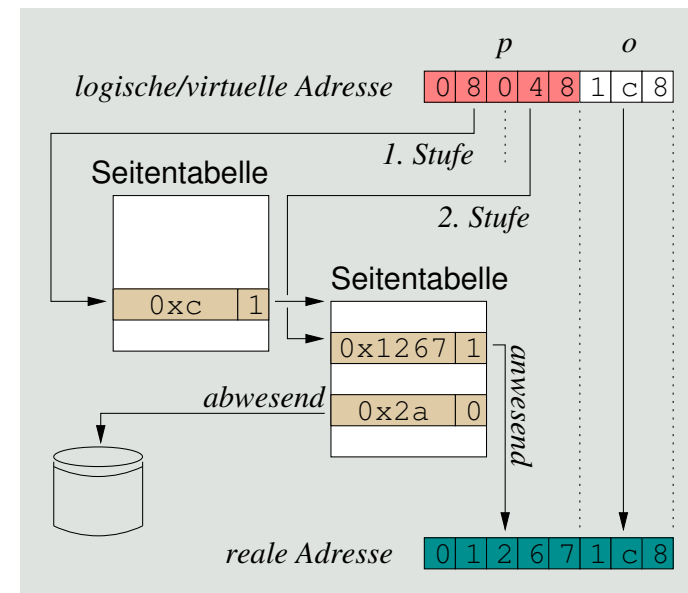 p o
logische/virtuelle Adresse 0 8 0 4 8 1 c 8
1. Stufe
Seitentabelle
2. Stufe
Seitentabelle
0xc 1
0x1267 1
anwesend
abwesend
0x2a 0
reale Adresse 0 1 2 6 7 1 c 8